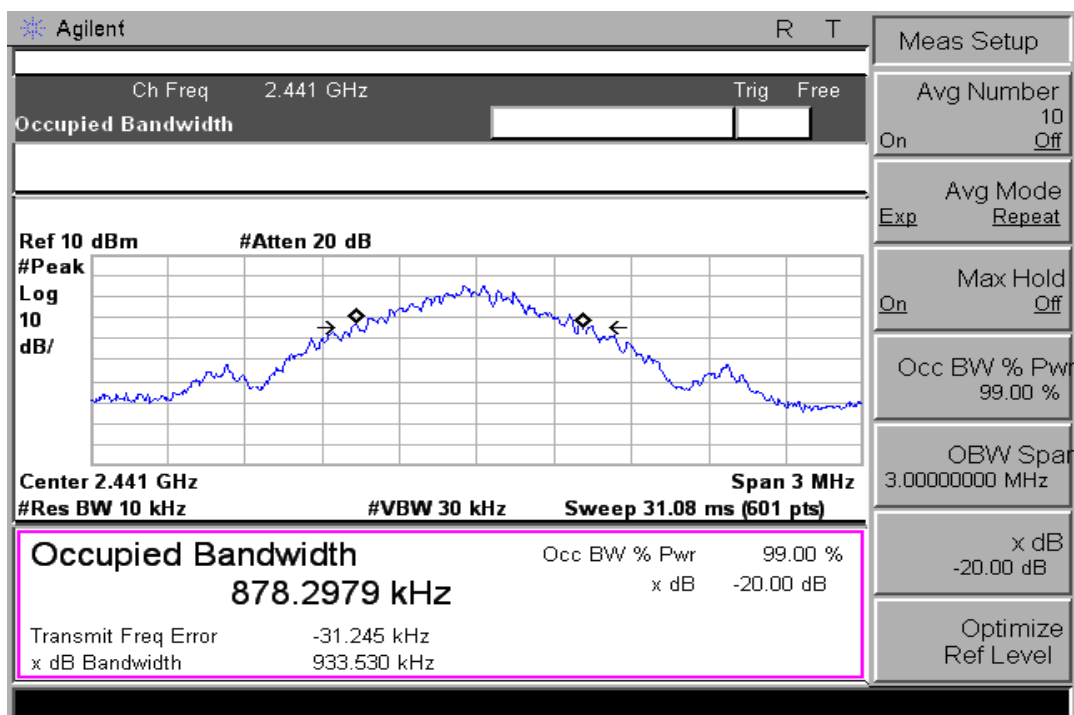 Agilent R T
Ch Freq 2.441 GHz Trig Free
Occupied Bandwidth
Ref 10 dBm #Atten 20 dB
#Peak
Log
10
dB/
Center 2.441 GHz Span 3 MHz
#Res BW 10 kHz #VBW 30 kHz Sweep 31.08 ms (601 pts)
Occupied Bandwidth Occ BW % Pwr 99.00 %
878.2979 kHz x dB -20.00 dB
Transmit Freq Error -31.245 kHz
x dB Bandwidth 933.530 kHz
Meas Setup
Avg Number
10
On Off
Avg Mode
Exp Repeat
Max Hold
On Off
Occ BW % Pwr
99.00 %
OBW Span
3.00000000 MHz
x dB
-20.00 dB
Optimize
Ref Level